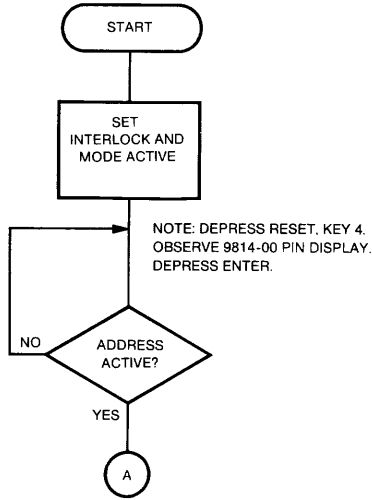 START
SET
INTERLOCK AND
MODE ACTIVE
NOTE: DEPRESS RESET, KEY 4.
OBSERVE 9814-00 PIN DISPLAY.
DEPRESS ENTER.
ADDRESS
ACTIVE?
NO
YES
A